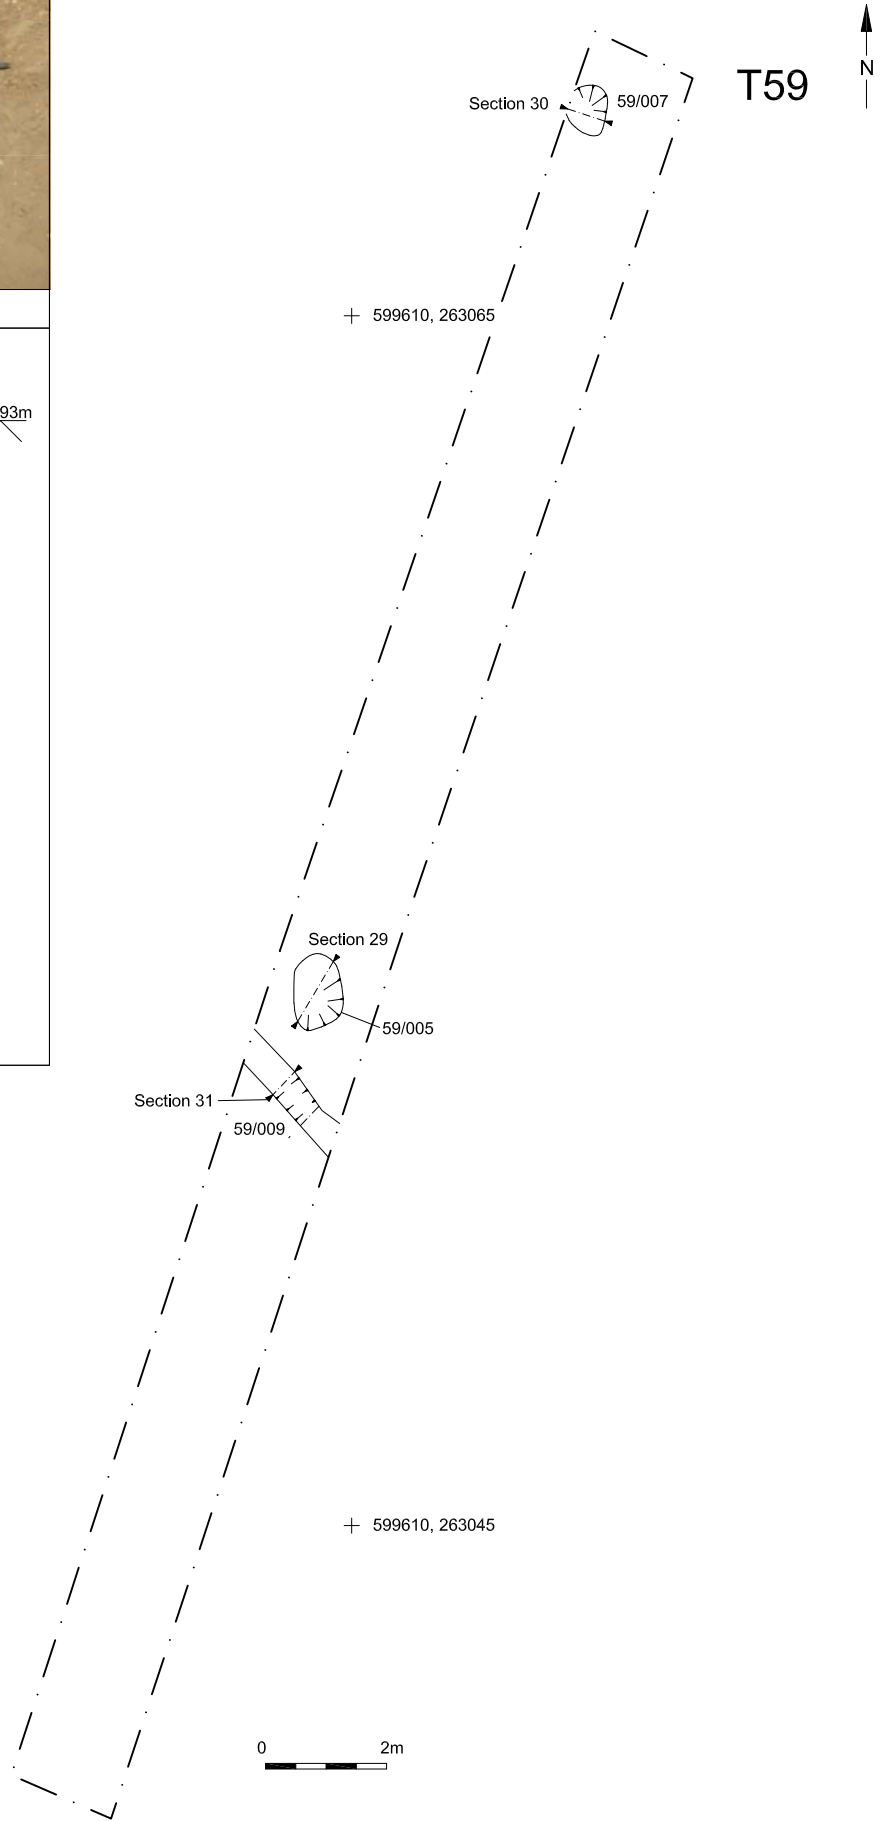 T59
N
Section 30
59/007
599610, 263065
93m
Section 29
59/005
Section 31
59/009
599610, 263045
0
2m